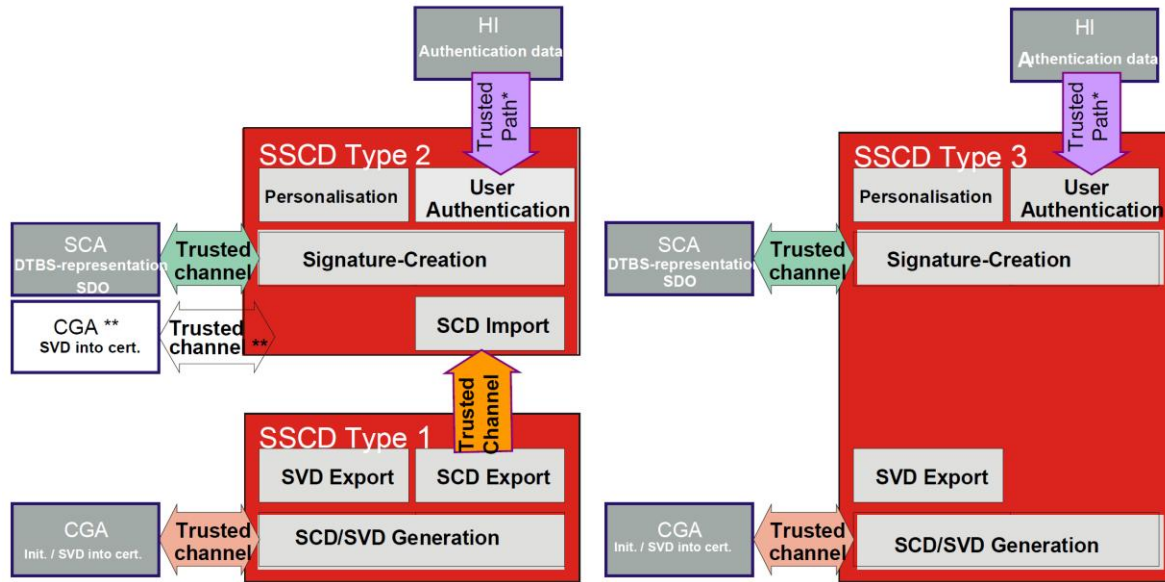 HI
Authentication data
Trusted
Path*
SSCD Type 2
Personalisation
User
Authentication
SCA
DTBS-representation
SDO
Trusted
channel
Signature-Creation
CGA **
SVD into cert.
Trusted
channel **
SCD Import
Trusted
Channel
SSCD Type 1
SVD Export
SCD Export
CGA
Init. / SVD into cert.
Trusted
channel
SCD/SVD Generation
HI
Authentication data
Trusted
Path*
SSCD Type 3
Personalisation
User
Authentication
SCA
DTBS-representation
SDO
Trusted
channel
Signature-Creation
SVD Export
CGA
Init. / SVD into cert.
Trusted
channel
SCD/SVD Generation